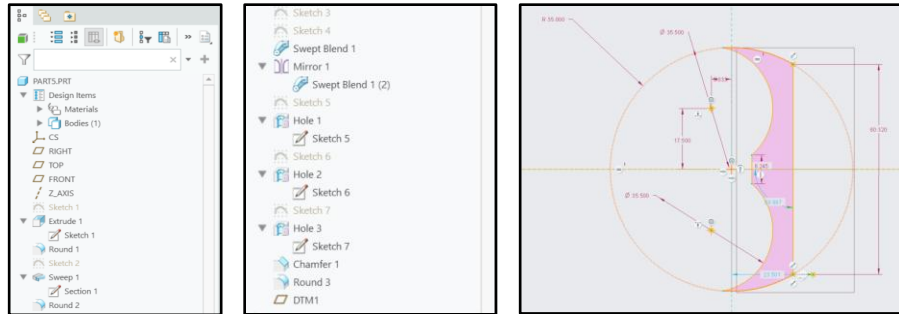 PART5.PRT
Design Items
Materials
Bodies (1)
CS
RIGHT
TOP
FRONT
Z_AXIS
Sketch 1
Extrude 1
Sketch 1
Round 1
Sketch 2
Sweep 1
Section 1
Round 2
Sketch 3
Sketch 4
Swept Blend 1
Mirror 1
Swept Blend 1 (2)
Sketch 5
Hole 1
Sketch 5
Sketch 6
Hole 2
Sketch 6
Sketch 7
Hole 3
Sketch 7
Chamfer 1
Round 3
DTM1
R 35.000
Ø 35.500
17.500
Ø 35.500
60.120